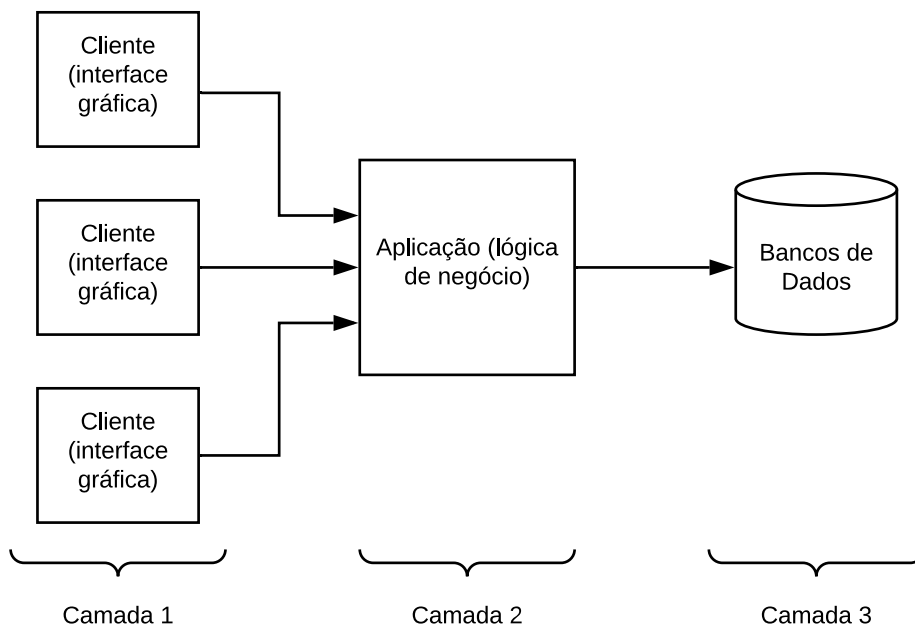 Cliente
(interface
gráfica)
Cliente
(interface
gráfica)
Cliente
(interface
gráfica)
Aplicação (lógica
de negócio)
Bancos de
Dados
Camada 1
Camada 2
Camada 3